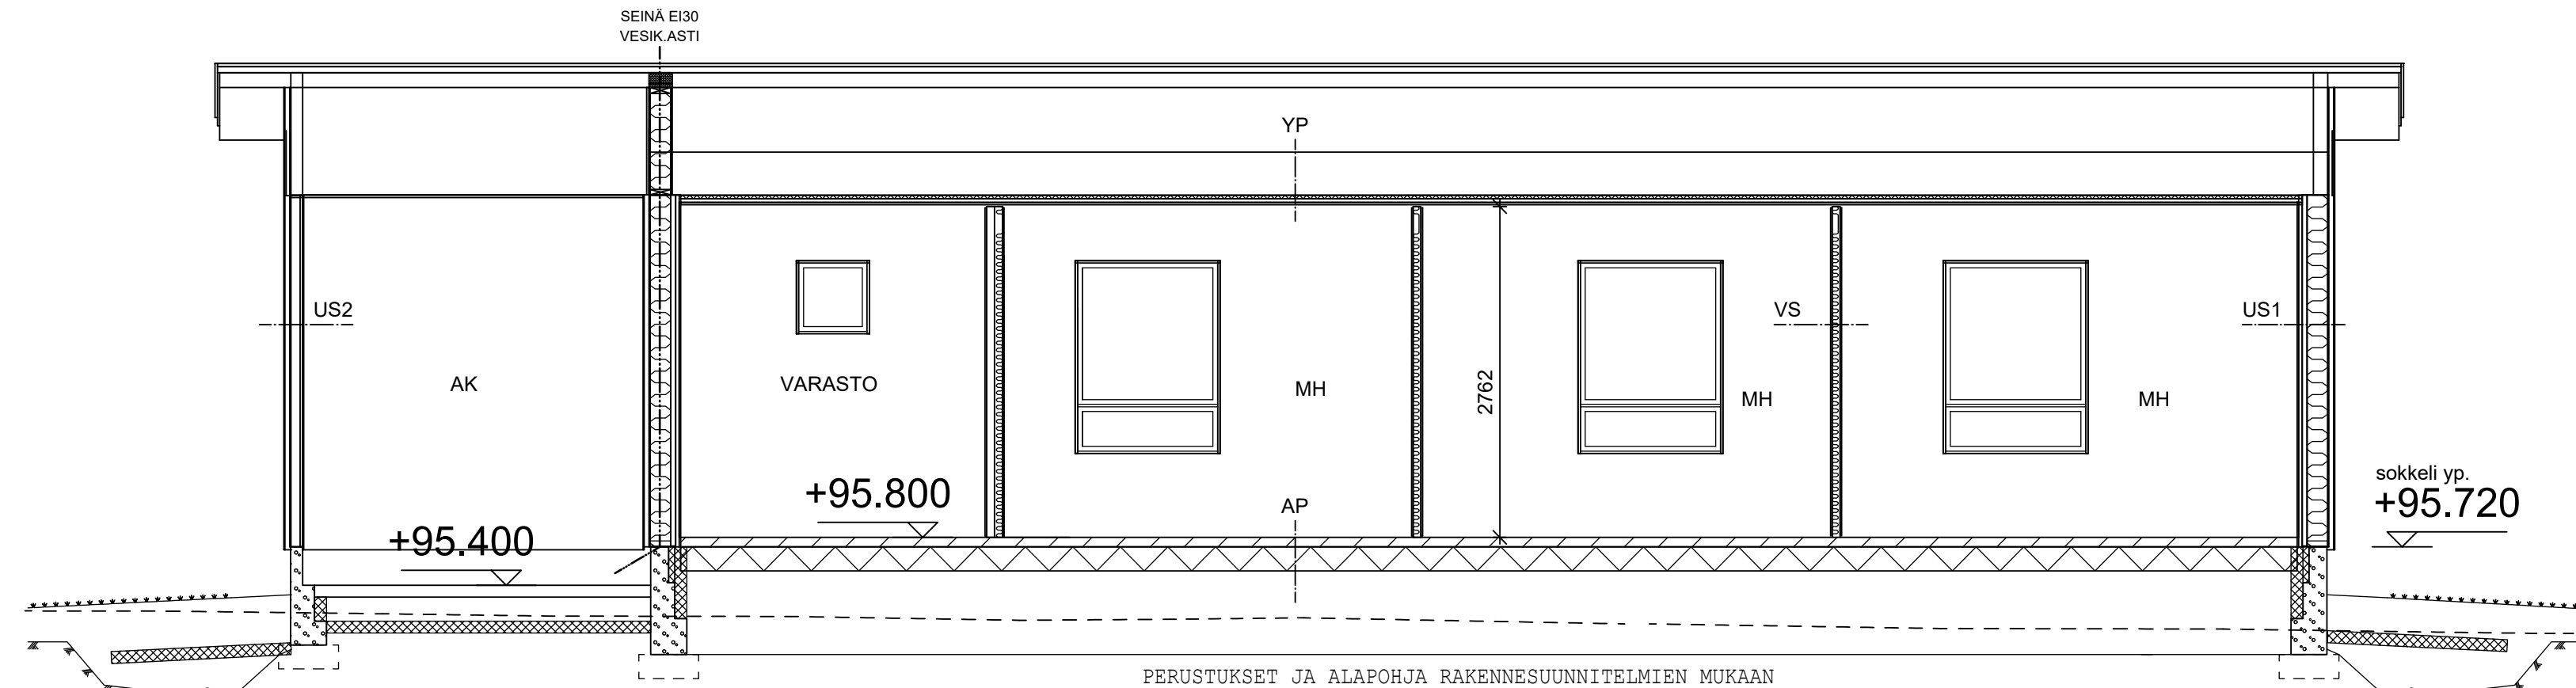 SEINÄ EI30
VESIK.ASTI
YP
US2
VS
US1
AK
VARASTO
MH
2762
MH
MH
sokkeli yp.
+95.800
AP
+95.720
+95.400
PERUSTUKSET JA ALAPOHJA RAKENNESUUNNITELMIEN MUKAAN